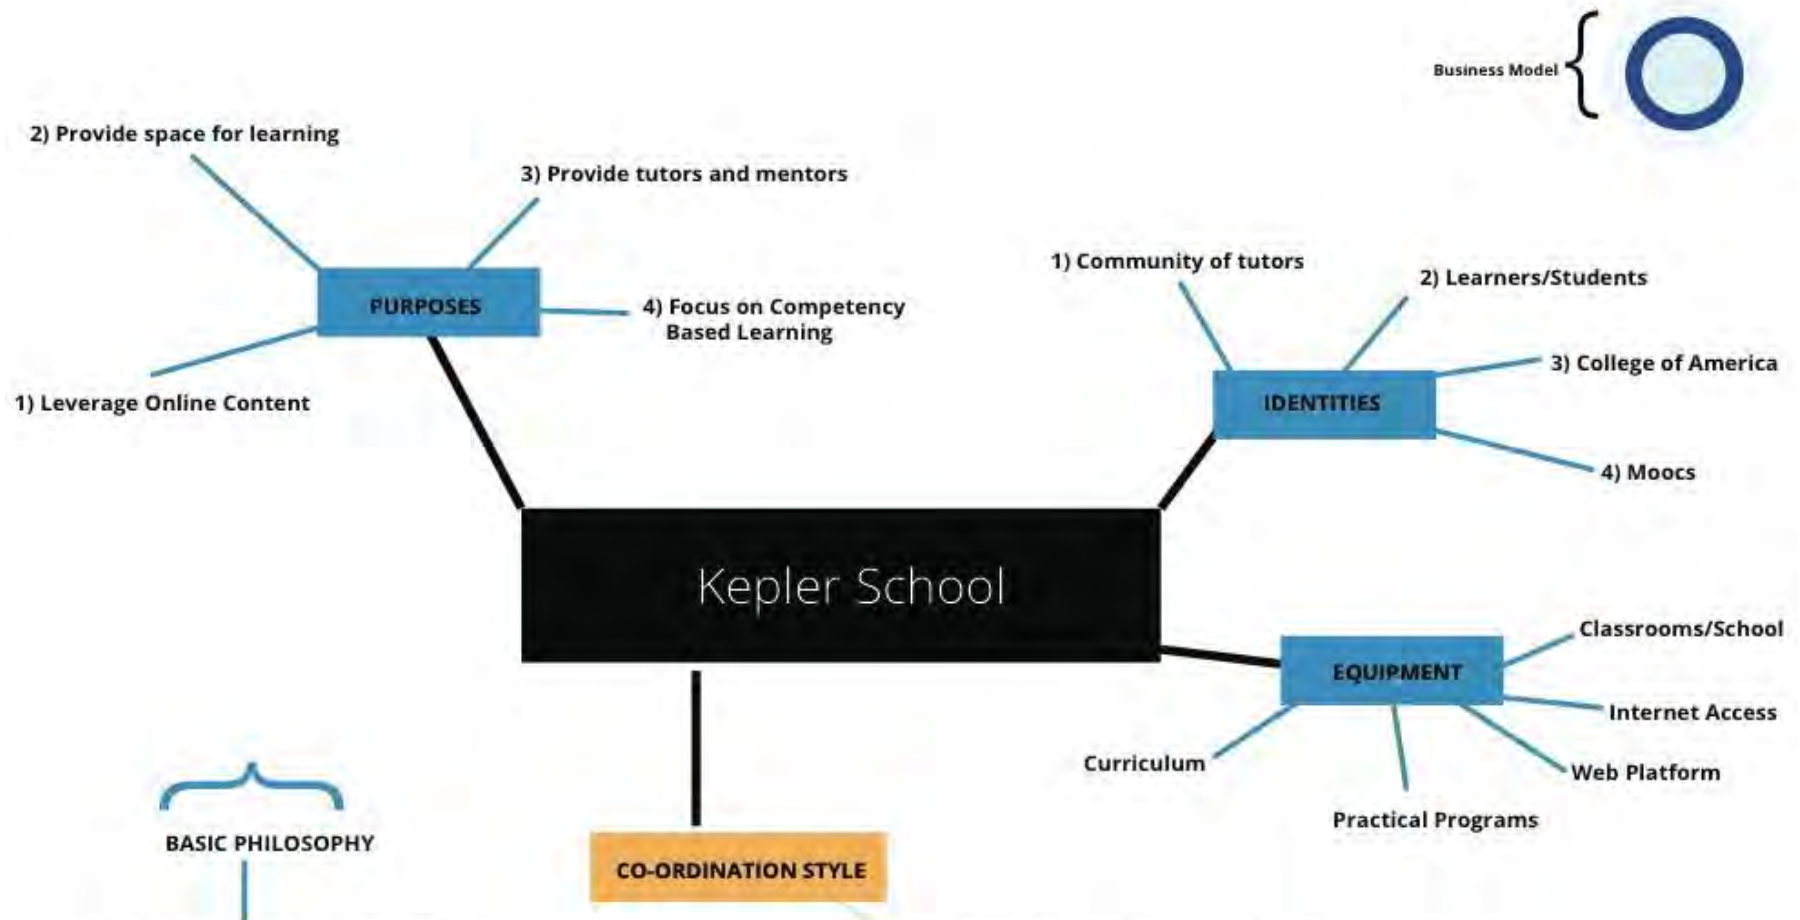 Business Model
2) Provide space for learning
3) Provide tutors and mentors
PURPOSES
4) Focus on Competency
Based Learning
1) Leverage Online Content
1) Community of tutors
2) Learners/Students
3) College of America
IDENTITIES
4) Moocs
Kepler School
Classrooms/School
EQUIPMENT
Internet Access
Curriculum
Web Platform
Practical Programs
BASIC PHILOSOPHY
CO-ORDINATION STYLE